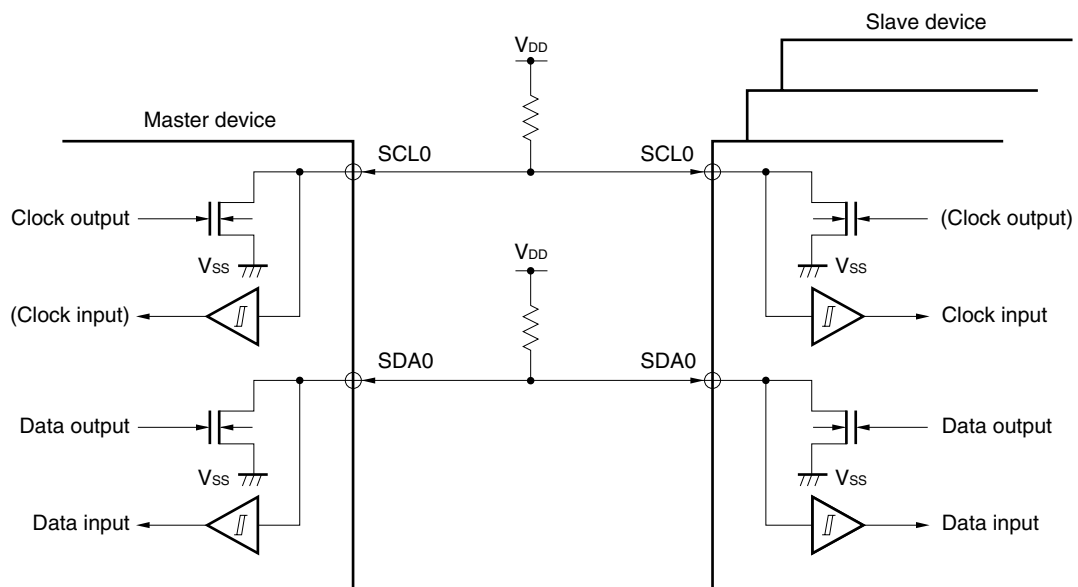 Slave device
VDD
Master device
SCL0
SCL0
Clock output
(Clock output)
VSS
VSS
VDD
(Clock input)
Clock input
SDA0
SDA0
Data output
Data output
VSS
VSS
Data input
Data input